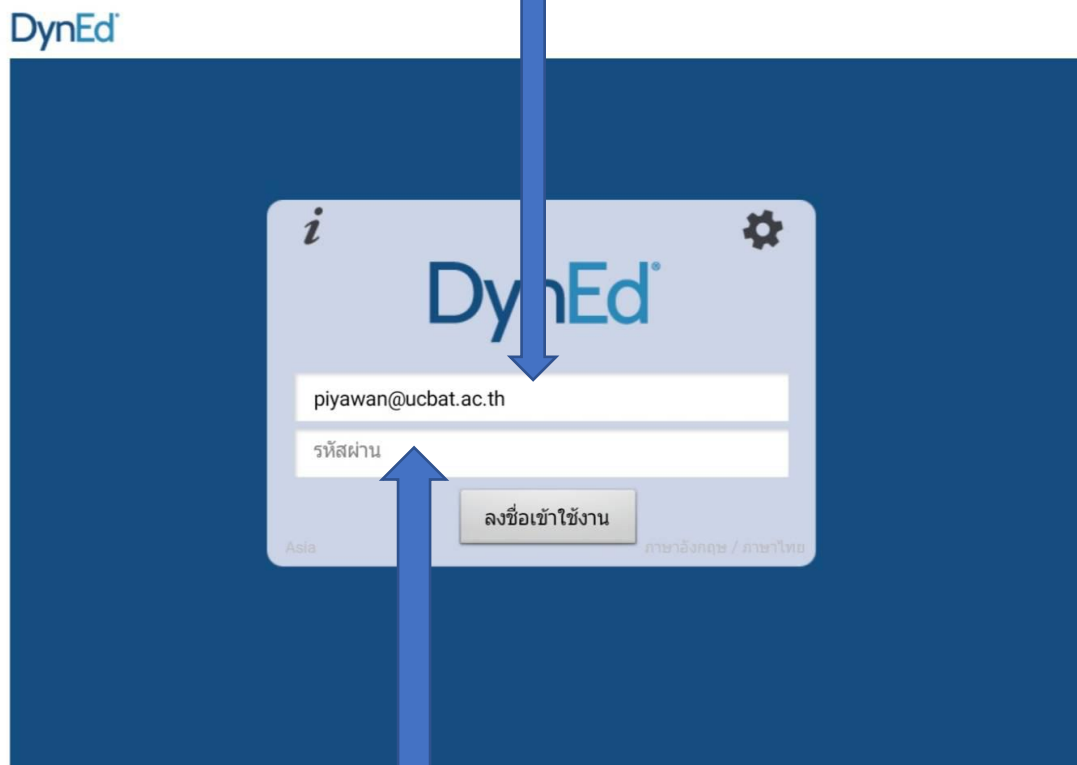 DynEd®
i
DynEd®
piyawan@ucbat.ac.th
รหัสผ่าน
ลงชื่อเข้าใช้งาน
Asia
ภาษาอังกฤษ / ภาษาไทย